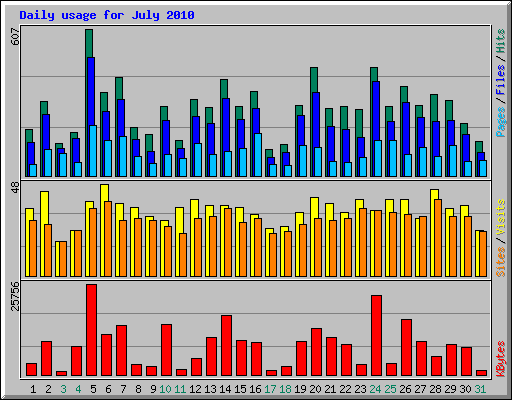 Daily usage for July 2010
607
Pages / Files / Hits
48
Sites / Visits
25756
KBytes
1 2 3 4 5 6 7 8 9 10 11 12 13 14 15 16 17 18 19 20 21 22 23 24 25 26 27 28 29 30 31